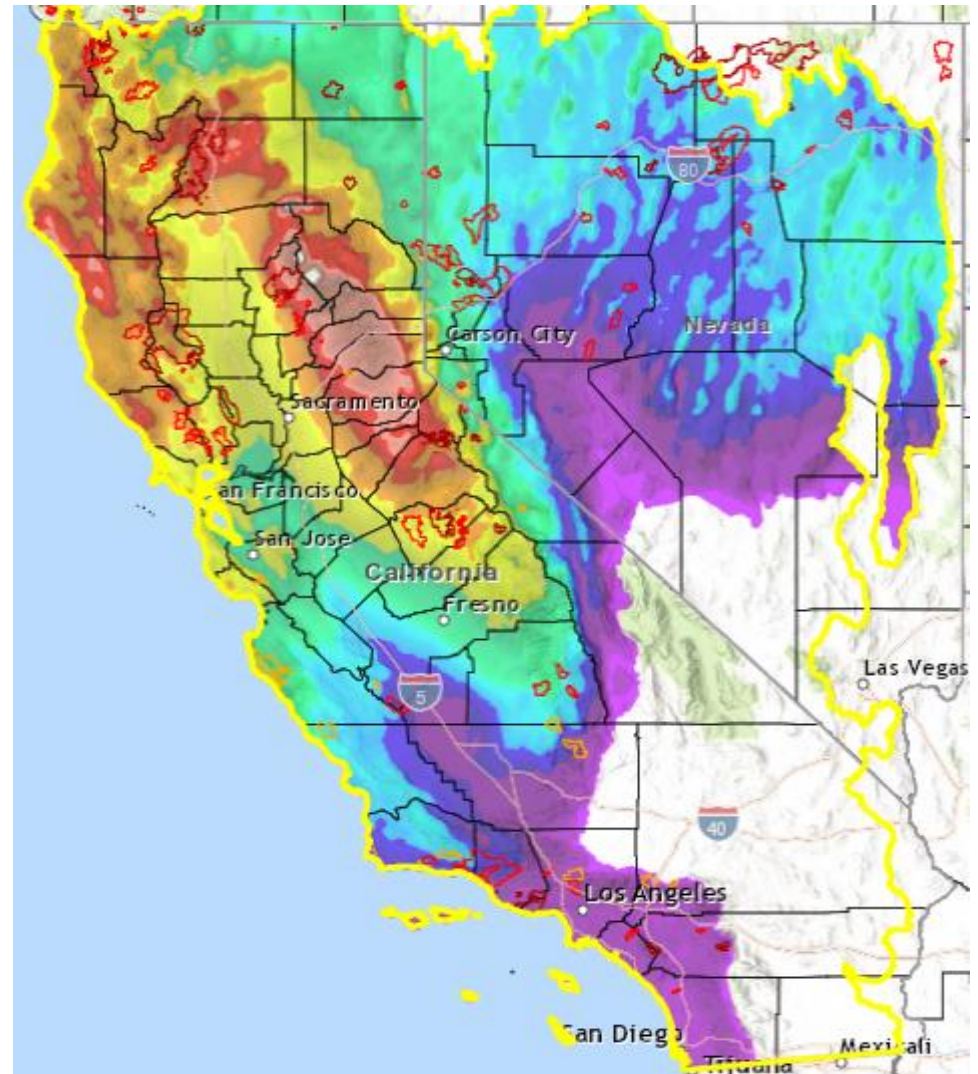 80
Carson City
Nevada
Sacramento
an Francisco
San Jose
California
Fresno
5
Las Vegas
40
Los Angeles
San Diego
Tijuana
Mexicali